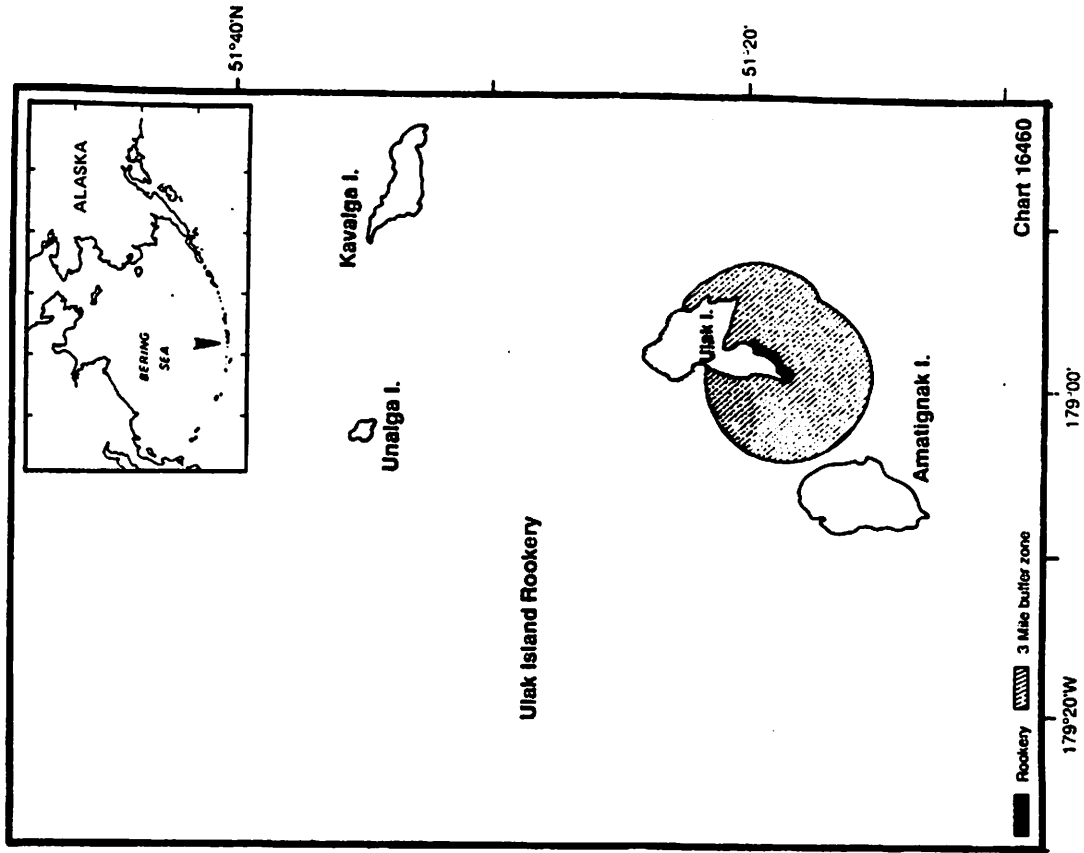 ALASKA
BERING
SEA
51°40'N
Kavalga I.
Unalga I.
Ulak Island Rookery
51°20'
Ulak I.
Amatignak I.
Rookery
3 Mile buffer zone
Chart 16460
179°20'W
179°00'